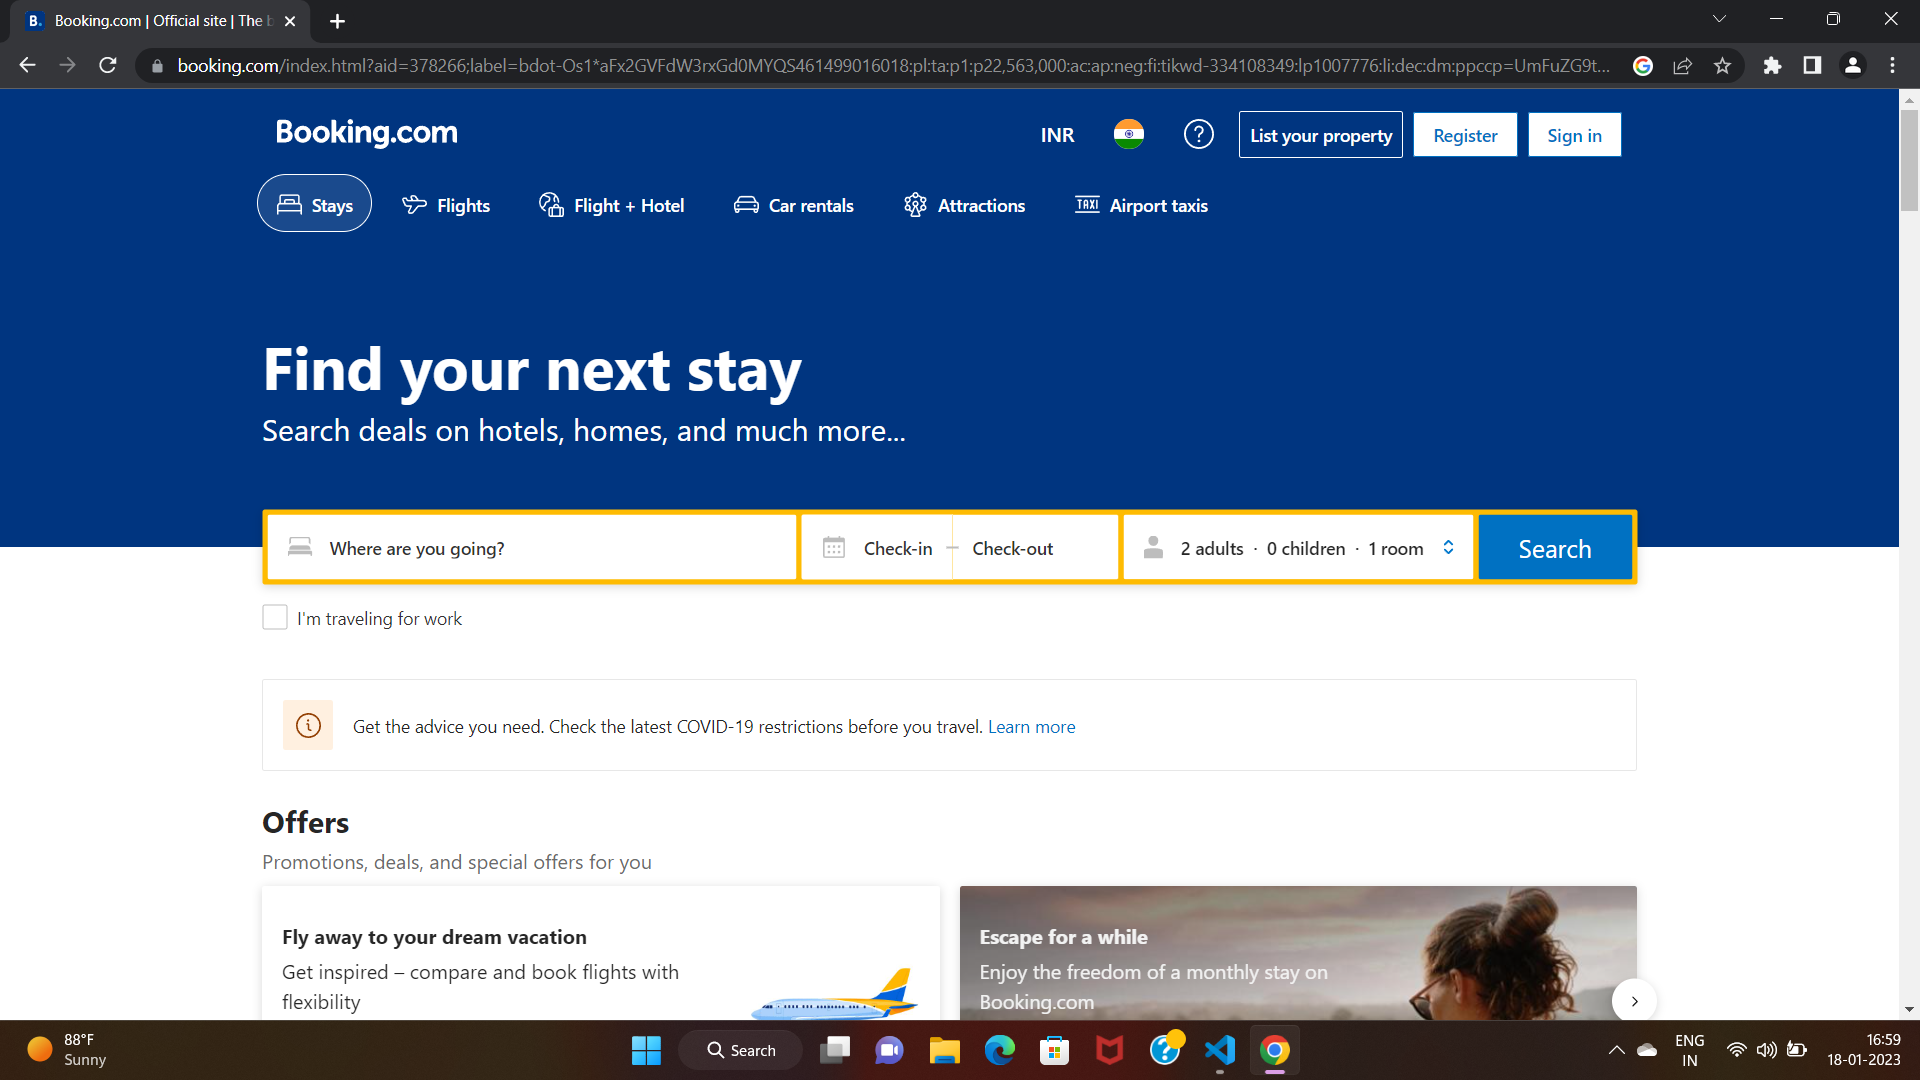 Booking.com | Official site | The b
booking.com/index.html?aid=378266;label=bdot-Os1*aFx2GVFdW3rxGd0MYQS461499016018:pl:ta:p1:p22,563,000:ac:ap:neg:fi:tikwd-334108349:lp1007776:li:dec:dm:ppccp=UmFuZG9t...
Booking.com
INR
List your property
Register
Sign in
Stays
Flights
Flight + Hotel
Car rentals
Attractions
TAXI
Airport taxis
Find your next stay
Search deals on hotels, homes, and much more...
Where are you going?
Check-in — Check-out
2 adults · 0 children · 1 room
Search
I'm traveling for work
Get the advice you need. Check the latest COVID-19 restrictions before you travel. Learn more
Offers
Promotions, deals, and special offers for you
Fly away to your dream vacation
Get inspired – compare and book flights with
flexibility
Escape for a while
Enjoy the freedom of a monthly stay on
Booking.com
88°F
Sunny
Search
ENG
IN
16:59
18-01-2023